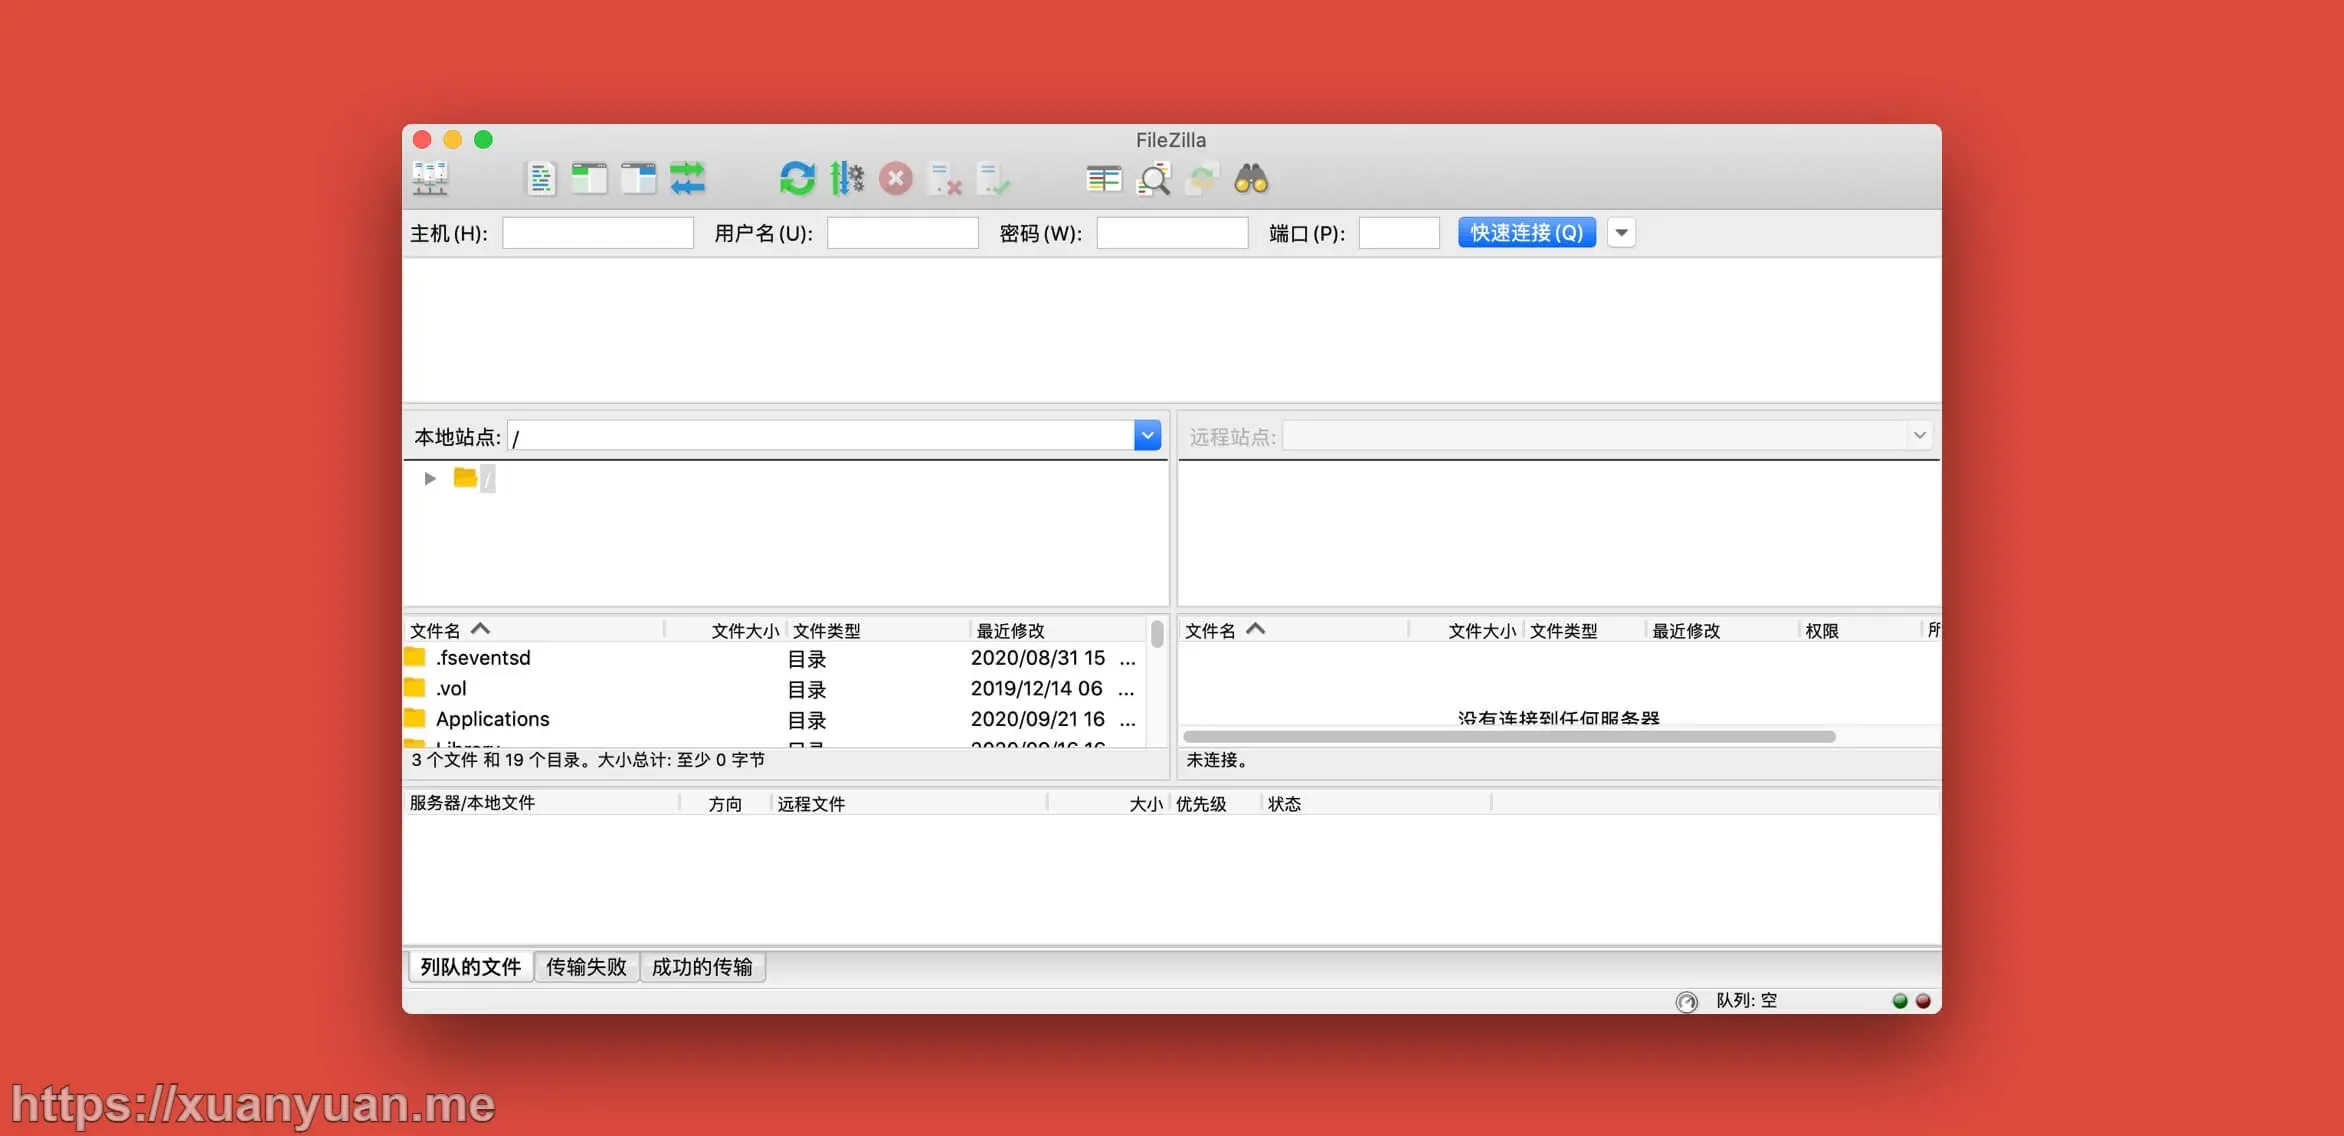 FileZilla
主机(H): 用户名(U): 密码(W): 端口(P): 快速连接(Q)
本地站点: / 远程站点:
/
文件名 文件大小 文件类型 最近修改 文件名 文件大小 文件类型 最近修改 权限 所
.fseventsd 目录 2020/08/31 15 ...
.vol 目录 2019/12/14 06 ...
Applications 目录 2020/09/21 16 ...
没有连接到任何服务器
Library 目录 2020/09/16 16
3 个文件 和 19 个目录。大小总计: 至少 0 字节 未连接。
服务器/本地文件 方向 远程文件 大小 优先级 状态
列队的文件 传输失败 成功的传输
队列: 空
https://xuanyuan.me